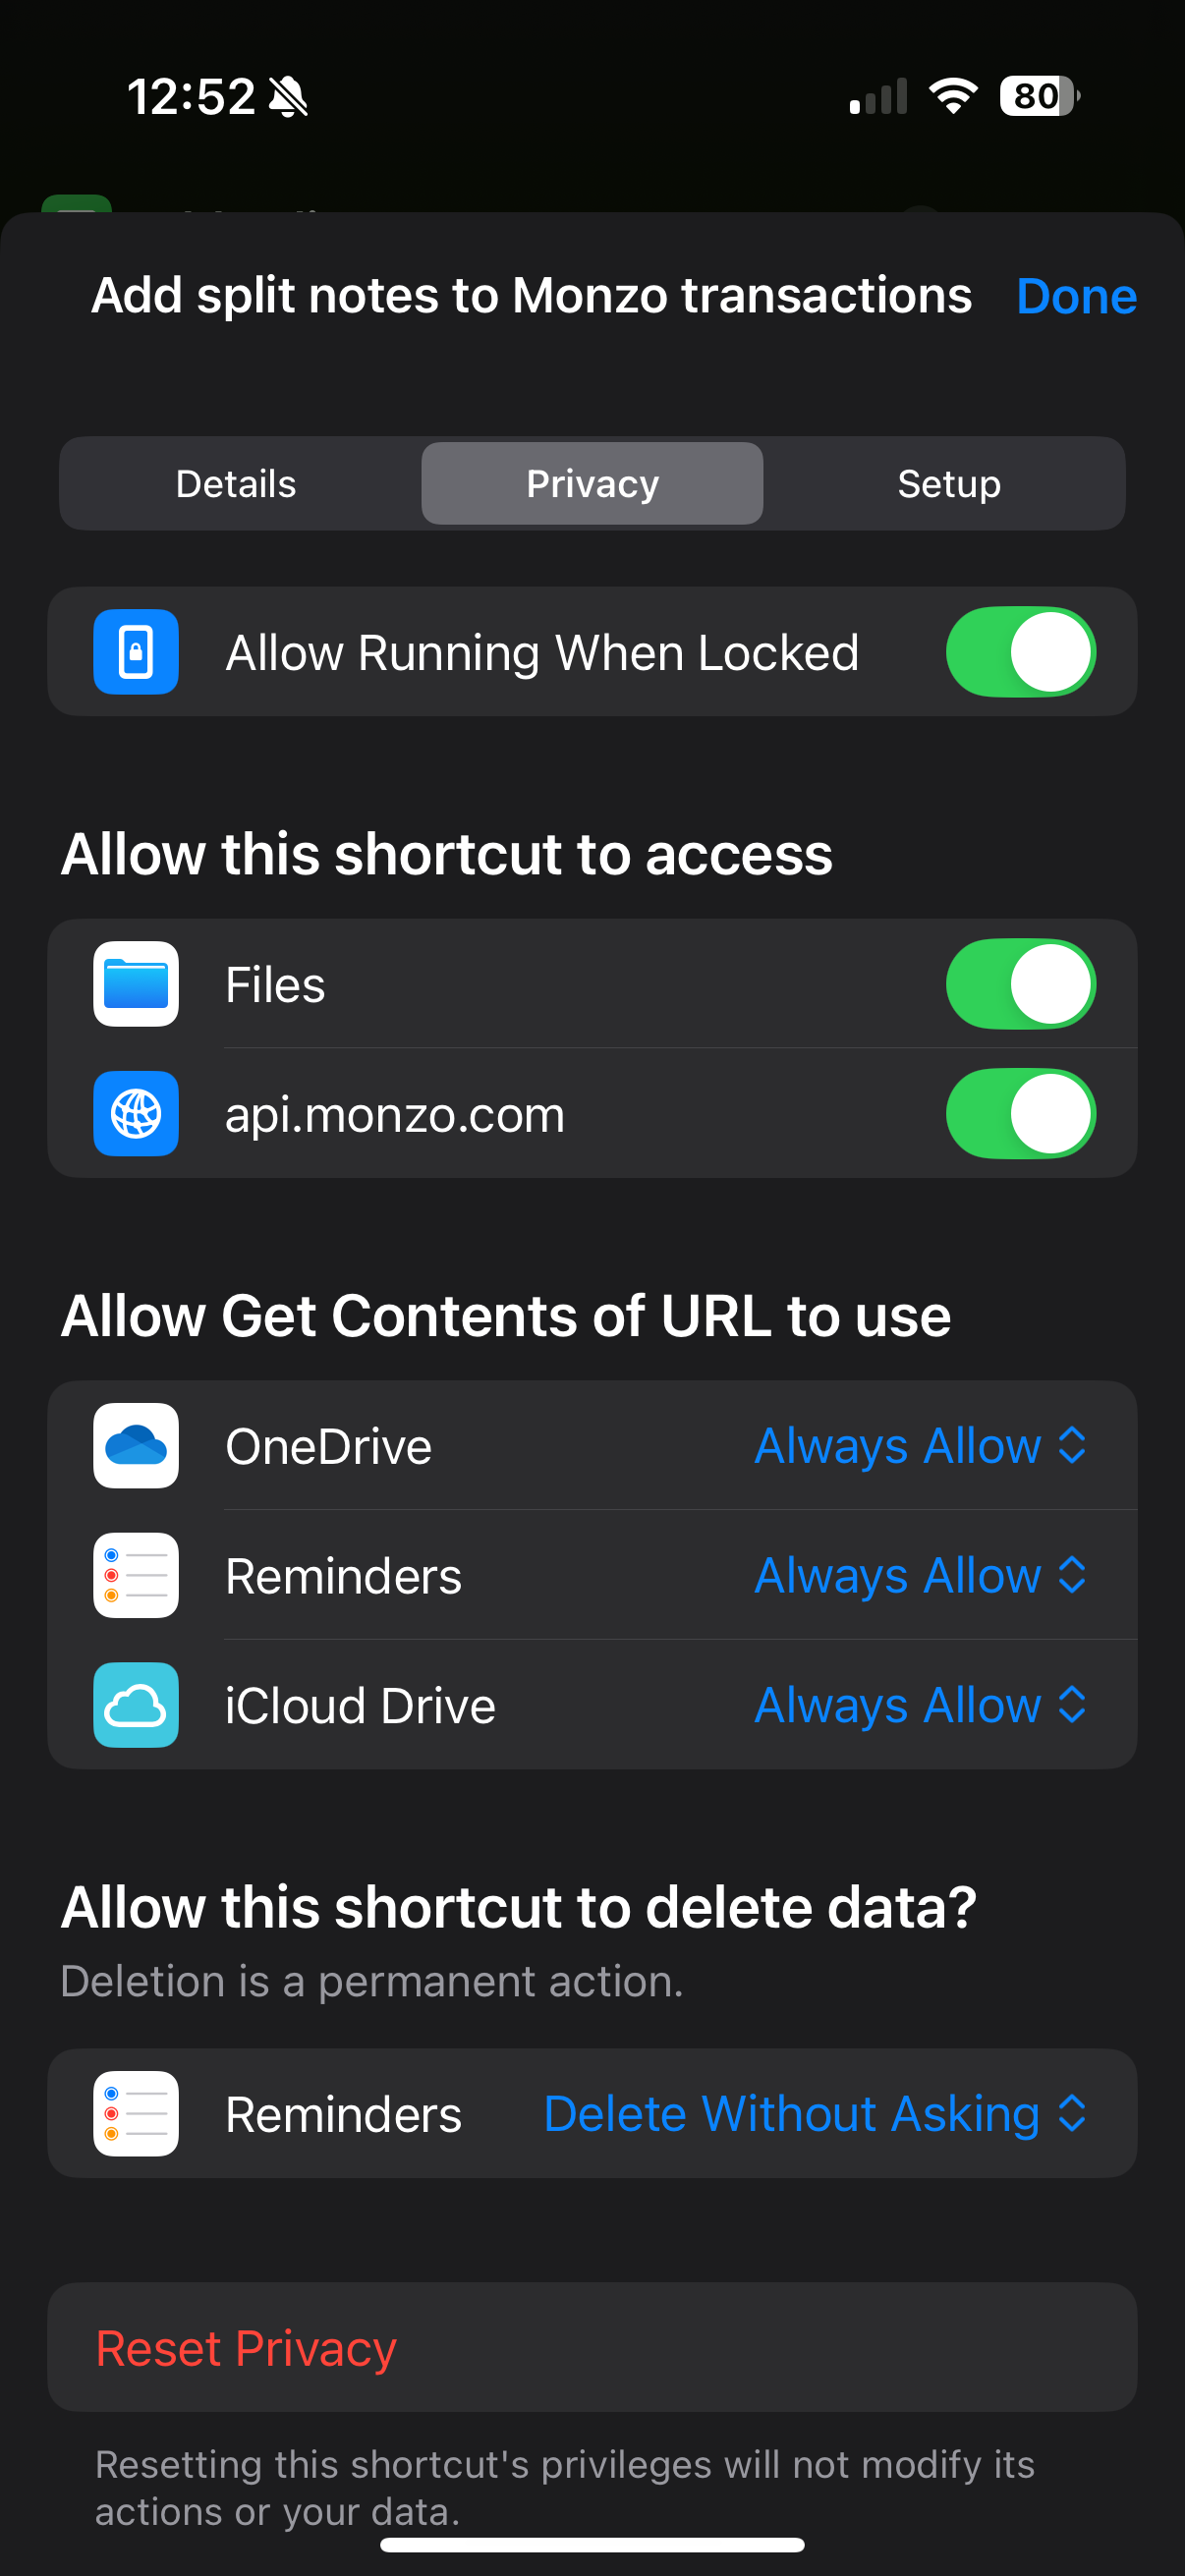 12:52
80
Add split notes to Monzo transactions
Done
Details
Privacy
Setup
Allow Running When Locked
Allow this shortcut to access
Files
api.monzo.com
Allow Get Contents of URL to use
OneDrive
Always Allow
Reminders
Always Allow
iCloud Drive
Always Allow
Allow this shortcut to delete data?
Deletion is a permanent action.
Reminders
Delete Without Asking
Reset Privacy
Resetting this shortcut's privileges will not modify its
actions or your data.